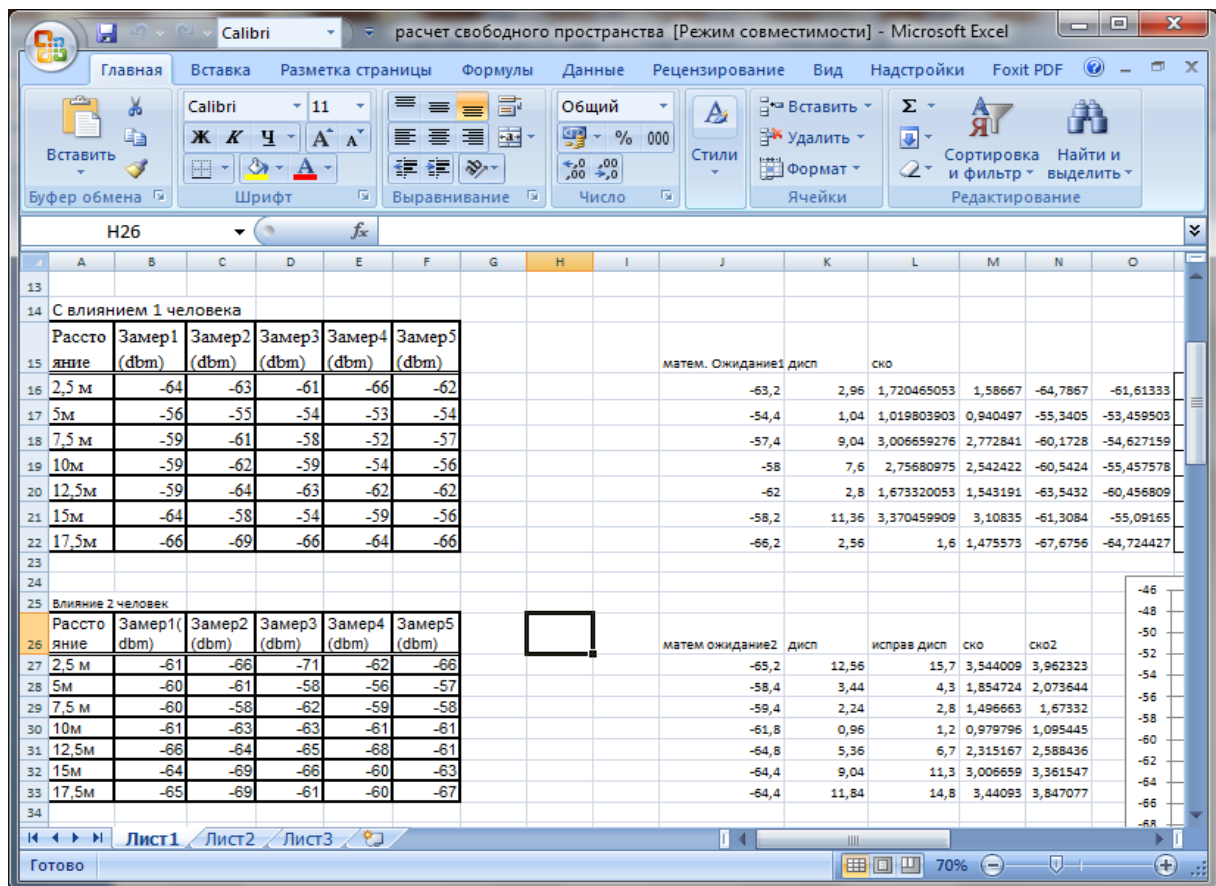 Calibri
расчет свободного пространства [Режим совместимости] - Microsoft Excel
Главная Вставка Разметка страницы Формулы Данные Рецензирование Вид Надстройки Foxit PDF
Вставить
Calibri 11
Ж К Ч
Общий
% 000
Стили
Вставить
Удалить
Формат
Σ
Сортировка и фильтр
Найти и выделить
Буфер обмена Шрифт Выравнивание Число Ячейки Редактирование
H26 fx
A B C D E F G H I J K L M N O
13
14 С влиянием 1 человека
15 Расстояние Замер1 (dbm) Замер2 (dbm) Замер3 (dbm) Замер4 (dbm) Замер5 (dbm) матем. Ожидание1 дисп ско
16 2,5 м -64 -63 -61 -66 -62 -63,2 2,96 1,720465053 1,58667 -64,7867 -61,61333
17 5м -56 -55 -54 -53 -54 -54,4 1,04 1,019803903 0,940497 -55,3405 -53,459503
18 7,5 м -59 -61 -58 -52 -57 -57,4 9,04 3,006659276 2,772841 -60,1728 -54,627159
19 10м -59 -62 -59 -54 -56 -58 7,6 2,75680975 2,542422 -60,5424 -55,457578
20 12,5м -59 -64 -63 -62 -62 -62 2,8 1,673320053 1,543191 -63,5432 -60,456809
21 15м -64 -58 -54 -59 -56 -58,2 11,36 3,370459909 3,10835 -61,3084 -55,09165
22 17,5м -66 -69 -66 -64 -66 -66,2 2,56 1,6 1,475573 -67,6756 -64,724427
23
24
25 Влияние 2 человек
26 Расстояние Замер1(dbm) Замер2 (dbm) Замер3 (dbm) Замер4 (dbm) Замер5 (dbm) матем ожидание2 дисп исправ дисп ско ско2
27 2,5 м -61 -66 -71 -62 -66 -65,2 12,56 15,7 3,544009 3,962323
28 5м -60 -61 -58 -56 -57 -58,4 3,44 4,3 1,854724 2,073644
29 7,5 м -60 -58 -62 -59 -58 -59,4 2,24 2,8 1,496663 1,67332
30 10м -61 -63 -63 -61 -61 -61,8 0,96 1,2 0,979796 1,095445
31 12,5м -66 -64 -65 -68 -61 -64,8 5,36 6,7 2,315167 2,588436
32 15м -64 -69 -66 -60 -63 -64,4 9,04 11,3 3,006659 3,361547
33 17,5м -65 -69 -61 -60 -67 -64,4 11,84 14,8 3,44093 3,847077
34
-46
-48
-50
-52
-54
-56
-58
-60
-62
-64
-66
-68
Лист1 Лист2 Лист3
Готово 70%